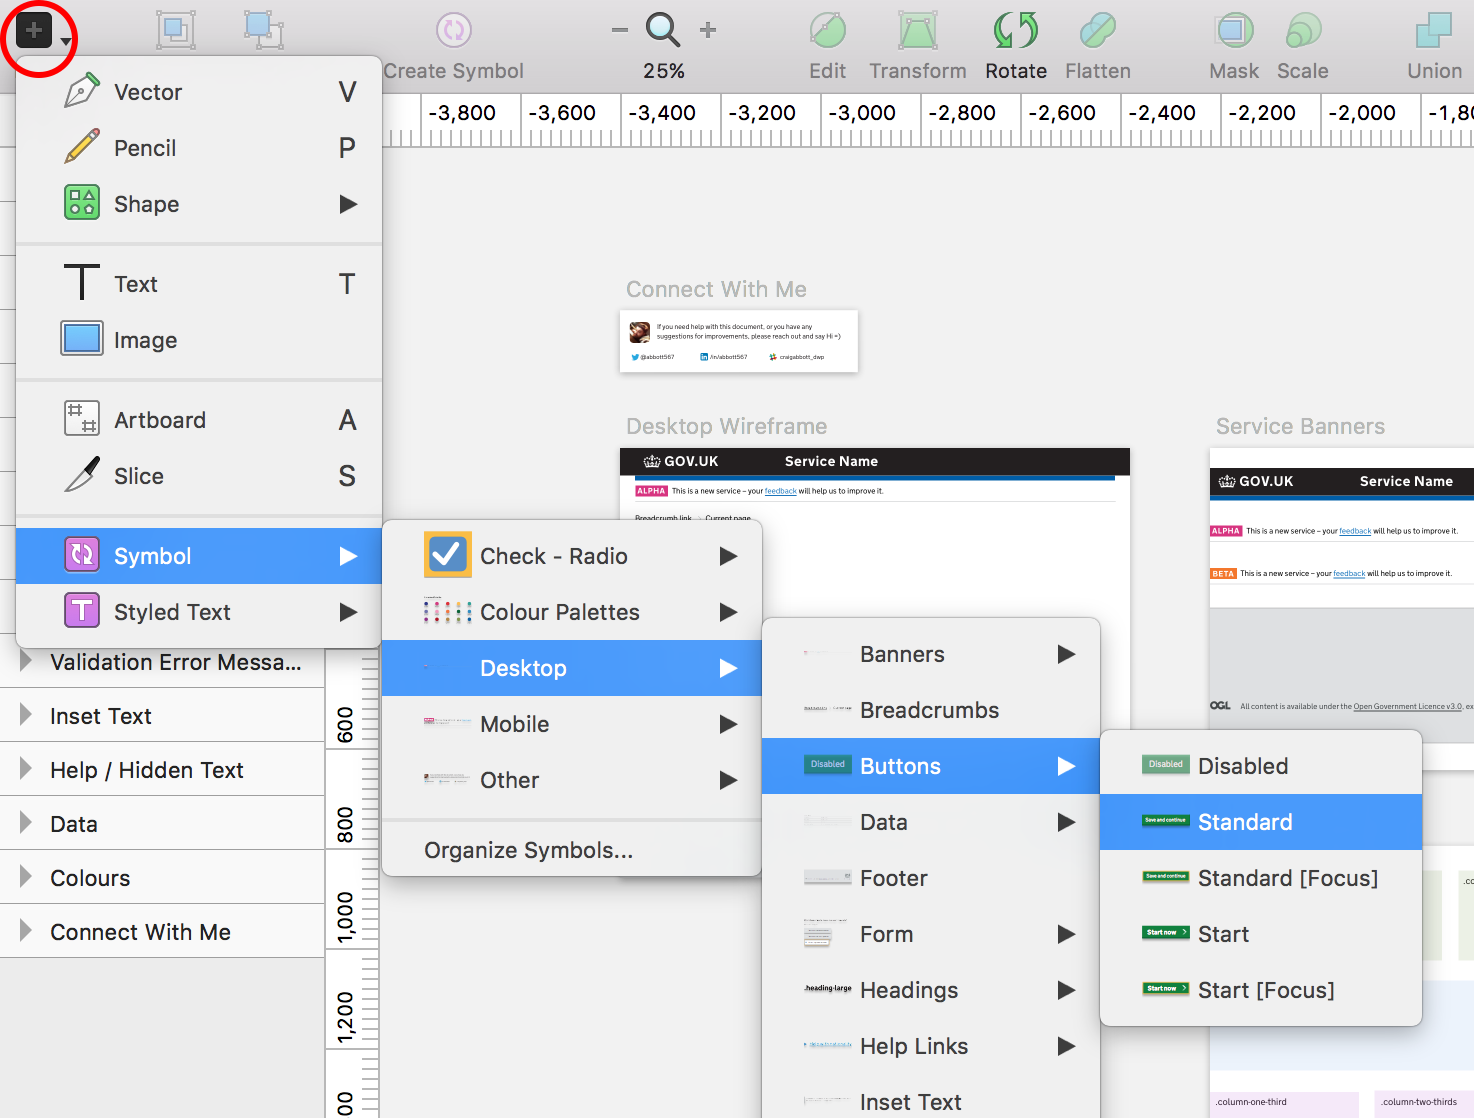 Create Symbol
25%
Edit
Transform
Rotate
Flatten
Mask
Scale
Union
-3,800
-3,600
-3,400
-3,200
-3,000
-2,800
-2,600
-2,400
-2,200
-2,000
Vector V
Pencil P
Shape
Text T
Image
Artboard A
Slice S
Symbol
Styled Text
Validation Error Messa...
Inset Text
Help / Hidden Text
Data
Colours
Connect With Me
600
800
1,000
1,200
Check - Radio
Colour Palettes
Desktop
Mobile
Other
Organize Symbols...
Banners
Breadcrumbs
Disabled Buttons
Data
Footer
Form
.heading-large Headings
Help Links
Inset Text
Disabled Disabled
Save and continue Standard
Save and continue Standard [Focus]
Start now Start
Start now Start [Focus]
Connect With Me
If you need help with this document, or you have any
suggestions for improvements, please reach out and say Hi =)
@abbott567 /in/abbott567 craigabbott_dwp
Desktop Wireframe
GOV.UK Service Name
ALPHA This is a new service – your feedback will help us to improve it.
Breadcrumb link Current page
Service Banners
GOV.UK Service Name
ALPHA This is a new service – your feedback will help us to improve it.
BETA This is a new service – your feedback will help us to improve it.
OGL All content is available under the Open Government Licence v3.0, ex
.column-one-third
.column-two-thirds